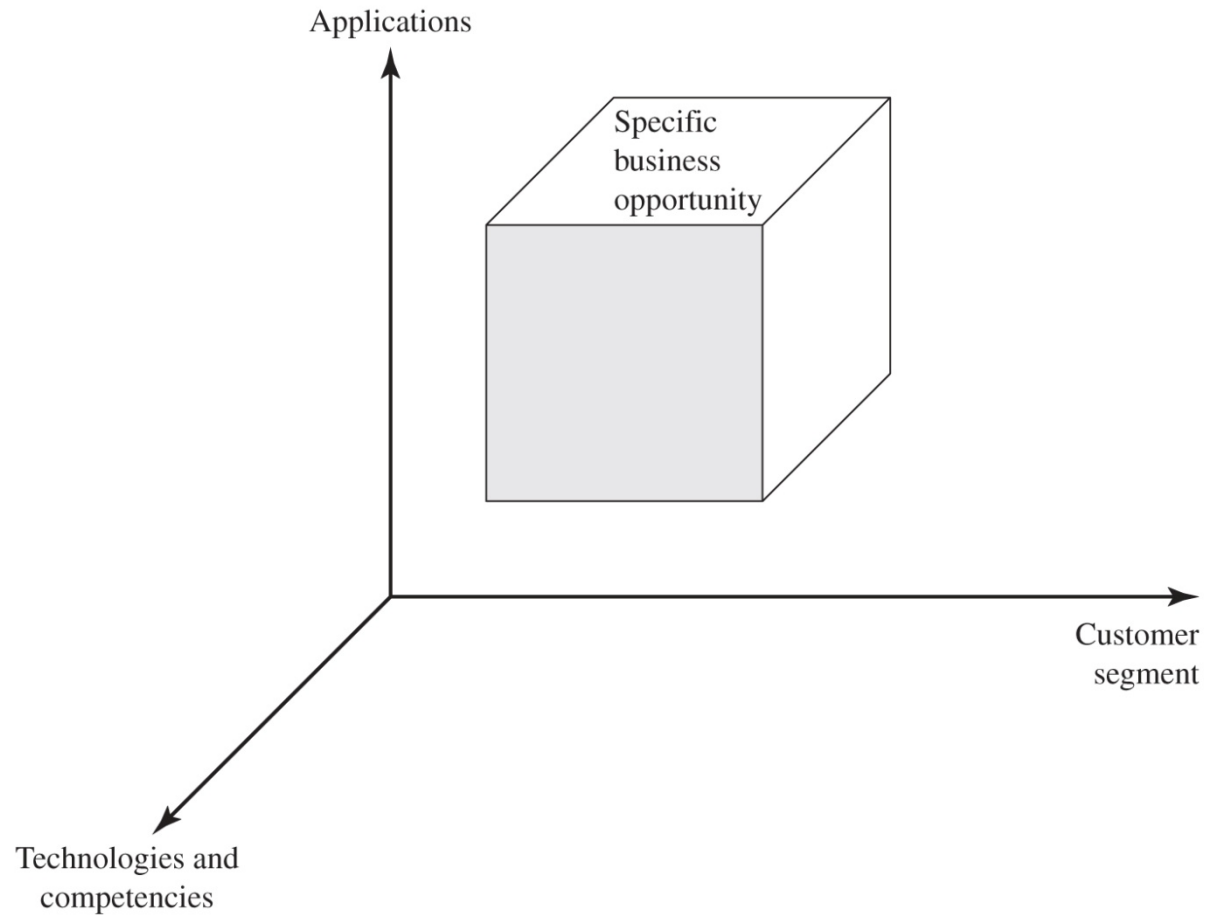 Applications
Specific
business
opportunity
Customer
segment
Technologies and
competencies